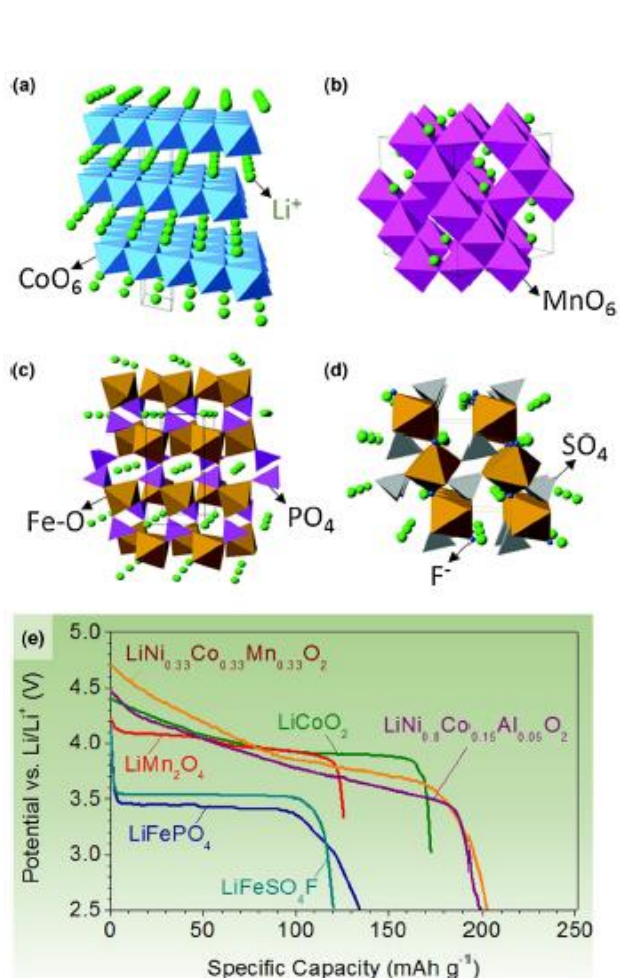 (a)
(b)
Li⁺
CoO₆
MnO₆
(c)
(d)
SO₄
Fe-O
PO₄
F⁻
(e)
5.0
LiNi₀.₃₃Co₀.₃₃Mn₀.₃₃O₂
4.5
LiCoO₂
LiNi₀.₈Co₀.₁₅Al₀.₀₅O₂
4.0
LiMn₂O₄
3.5
LiFePO₄
3.0
LiFeSO₄F
2.5
0 50 100 150 200 250
Potential vs. Li/Li⁺ (V)
Specific Capacity (mAh g⁻¹)